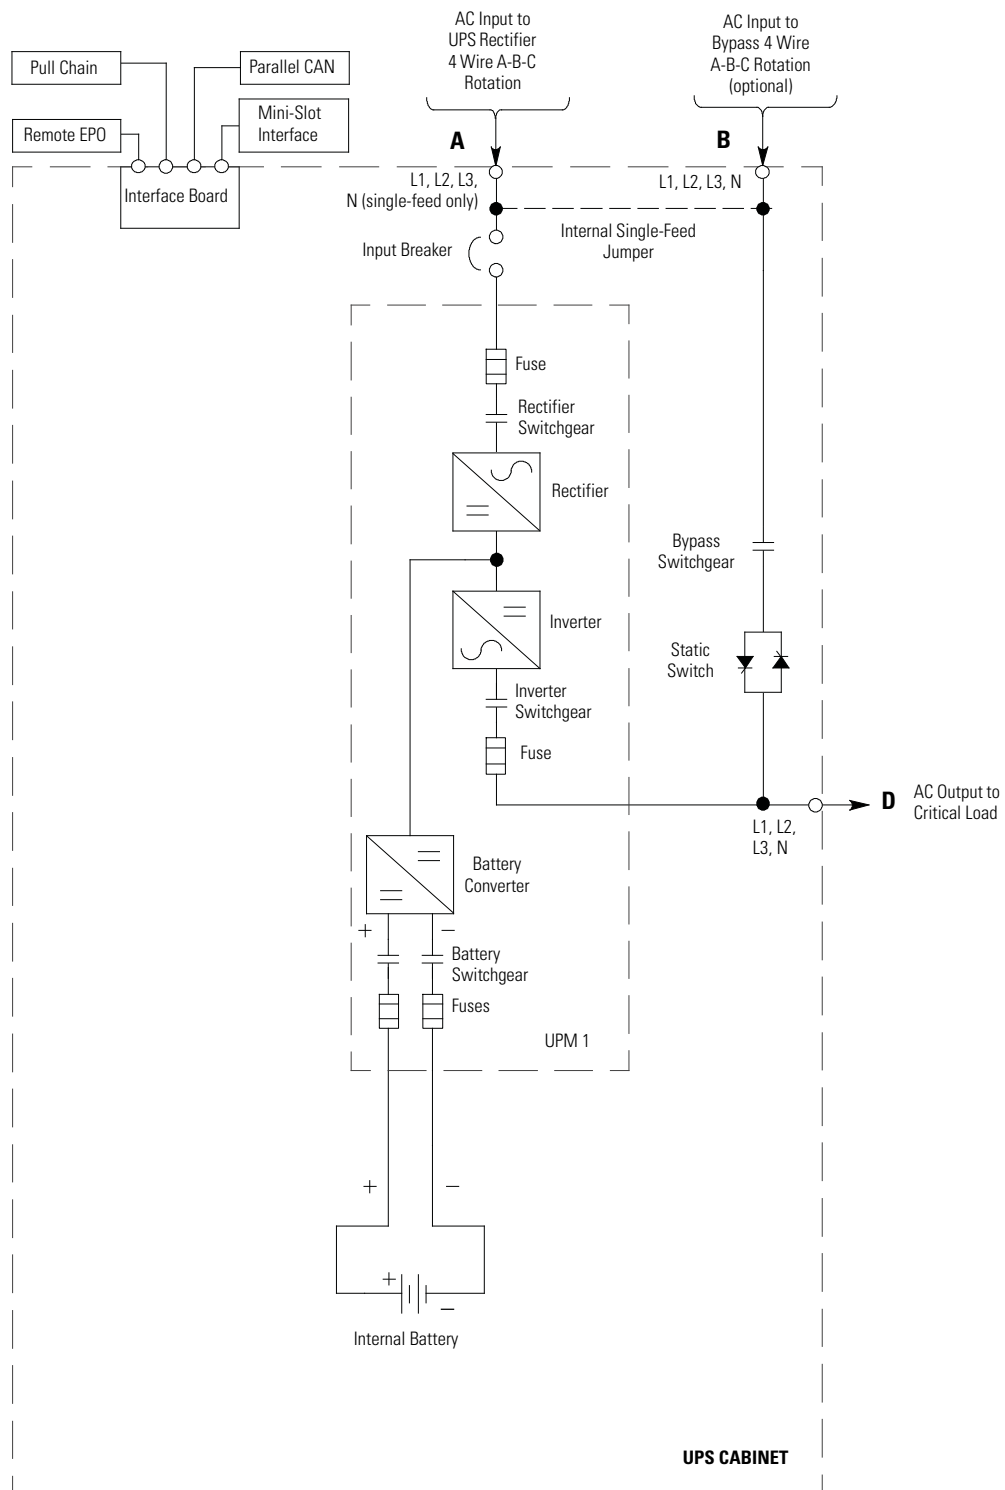 AC Input to
UPS Rectifier
4 Wire A-B-C
Rotation
AC Input to
Bypass 4 Wire
A-B-C Rotation
(optional)
Pull Chain
Parallel CAN
Remote EPO
Mini-Slot
Interface
Interface Board
A
B
L1, L2, L3,
N (single-feed only)
L1, L2, L3, N
Internal Single-Feed
Jumper
Input Breaker
Fuse
Rectifier
Switchgear
Rectifier
Bypass
Switchgear
Inverter
Static
Switch
Inverter
Switchgear
Fuse
D
AC Output to
Critical Load
L1, L2,
L3, N
Battery
Converter
+ –
Battery
Switchgear
Fuses
UPM 1
+ –
+
–
Internal Battery
UPS CABINET